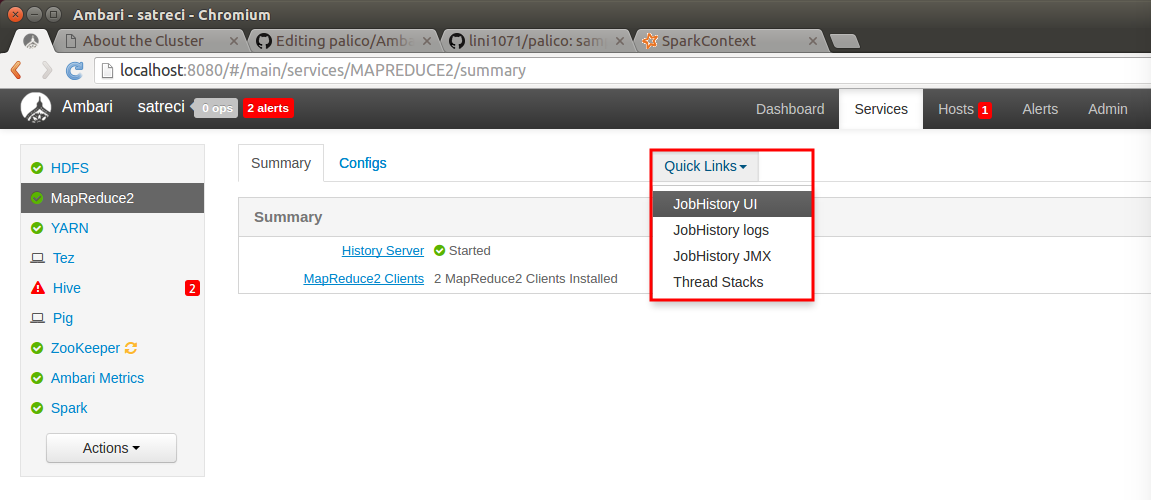 Ambari - satreci - Chromium
About the Cluster
Editing palico/Amba
lini1071/palico: sam
SparkContext
localhost:8080/#/main/services/MAPREDUCE2/summary
Ambari satreci 0 ops 2 alerts Dashboard Services Hosts 1 Alerts Admin
HDFS
MapReduce2
YARN
Tez
Hive 2
Pig
ZooKeeper
Ambari Metrics
Spark
Actions
Summary Configs Quick Links
JobHistory UI
JobHistory logs
JobHistory JMX
Thread Stacks
Summary
History Server Started
MapReduce2 Clients 2 MapReduce2 Clients Installed